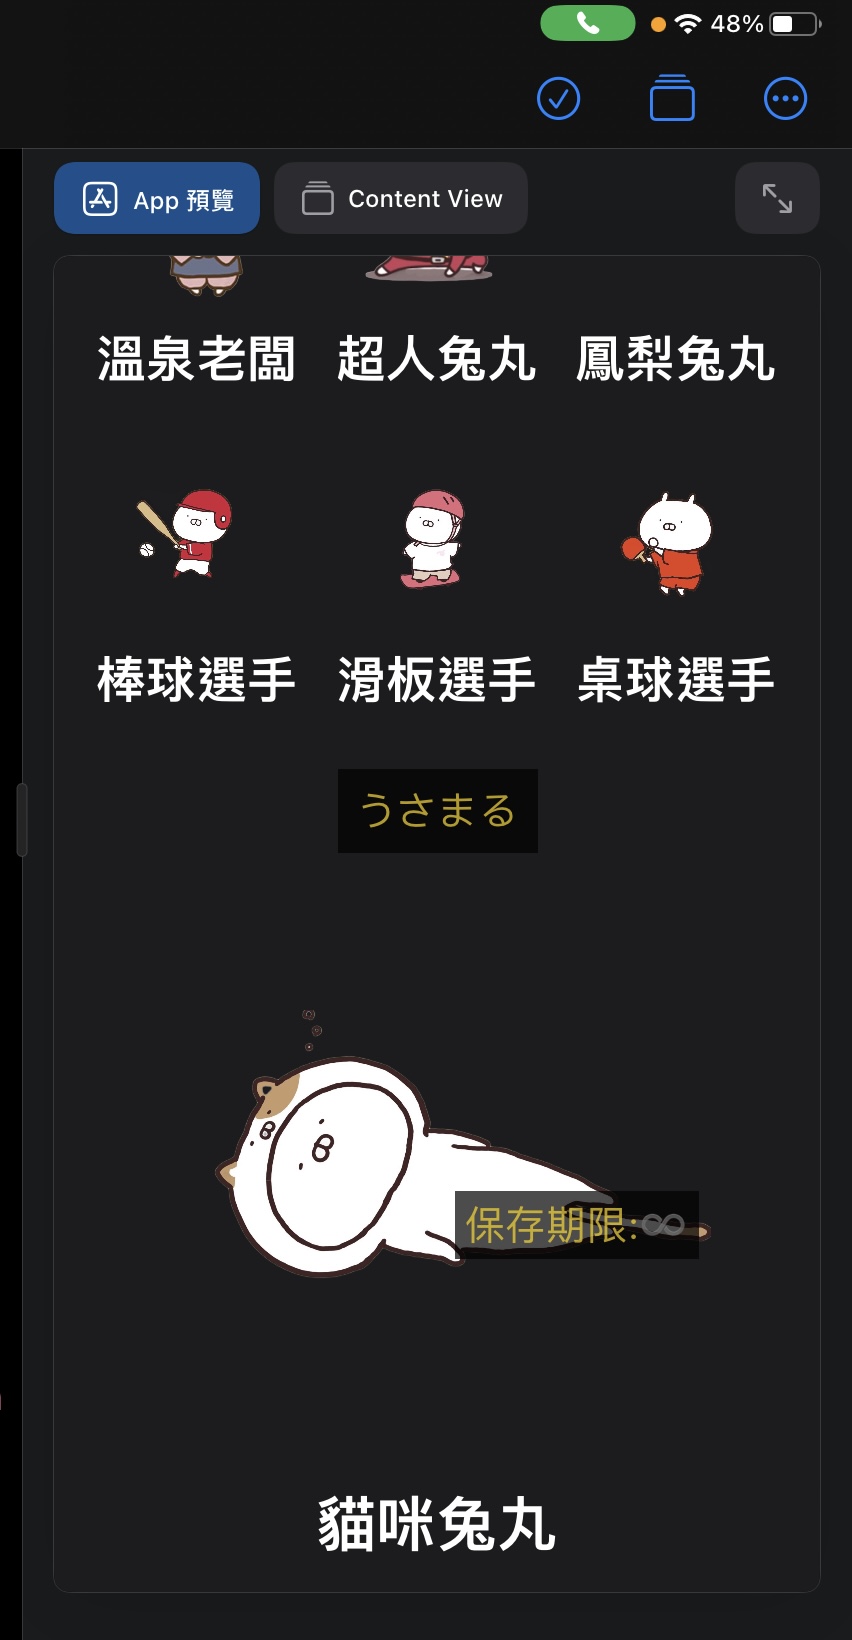 48%
App 預覽
Content View
溫泉老闆 超人兔丸 鳳梨兔丸
棒球選手 滑板選手 桌球選手
うさまる
保存期限:∞
貓咪兔丸